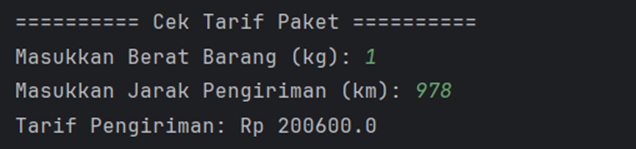 ========== Cek Tarif Paket ==========
Masukkan Berat Barang (kg): 1
Masukkan Jarak Pengiriman (km): 978
Tarif Pengiriman: Rp 200600.0